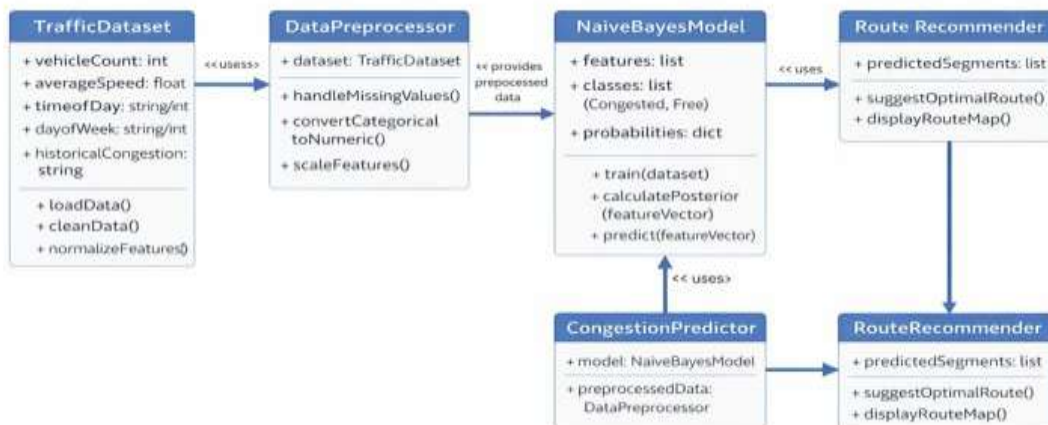 TrafficDataset
+ vehicleCount: int
+ averageSpeed: float
+ timeofDay: string/int
+ dayofWeek: string/int
+ historicalCongestion:
string
+ loadData()
+ cleanData()
+ normalizeFeatures()
<< usess>
DataPreprocessor
+ dataset: TrafficDataset
+ handleMissingValues()
+ convertCategorical
toNumeric()
+ scaleFeatures()
<< provides
prepocessed
data
NaiveBayesModel
+ features: list
+ classes: list
(Congested, Free)
+ probabilities: dict
+ train(dataset)
+ calculatePosterior
(featureVector)
+ predict(featureVector)
<< uses
Route Recommender
+ predictedSegments: list
+ suggestOptimalRoute()
+ displayRouteMap()
<< uses>
CongestionPredictor
+ model: NaiveBayesModel
+ preprocessedData:
DataPreprocessor
RouteRecommender
+ predictedSegments: list
+ suggestOptimalRoute()
+ displayRouteMap()